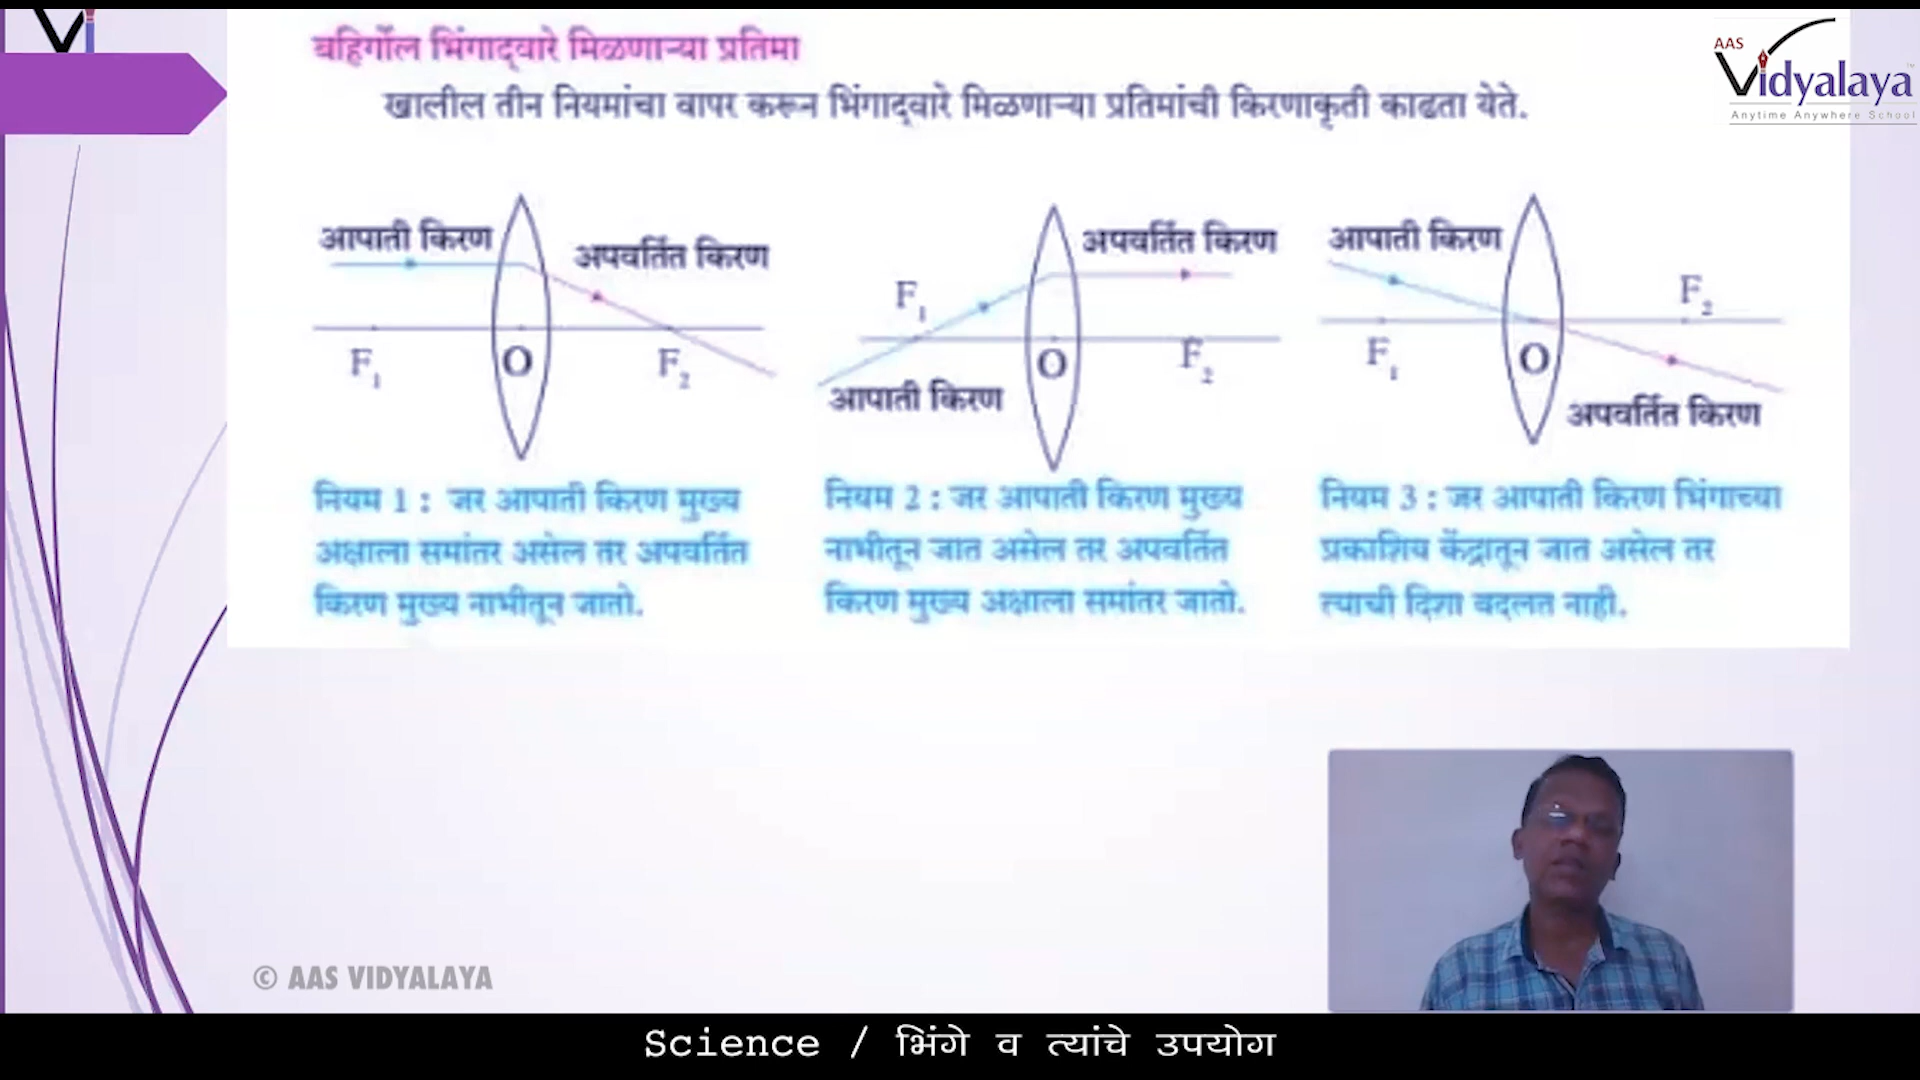 बहिर्गोल भिंगाद्‌वारे मिळणाऱ्या प्रतिमा
खालील तीन नियमांचा वापर करून भिंगाद्‌वारे मिळणाऱ्या प्रतिमांची किरणाकृती काढता येते.
AAS
Vidyalaya
Anytime Anywhere School
आपाती किरण
अपवर्तित किरण
F1
O
F2
अपवर्तित किरण
F1
O
F2
आपाती किरण
आपाती किरण
F2
F1
O
अपवर्तित किरण
नियम 1 : जर आपाती किरण मुख्य
अक्षाला समांतर असेल तर अपवर्तित
किरण मुख्य नाभीतून जातो.
नियम 2 : जर आपाती किरण मुख्य
नाभीतून जात असेल तर अपवर्तित
किरण मुख्य अक्षाला समांतर जातो.
नियम 3 : जर आपाती किरण भिंगाच्या
प्रकाशिय केंद्रातून जात असेल तर
त्याची दिशा बदलत नाही.
© AAS VIDYALAYA
Science / भिंगे व त्यांचे उपयोग